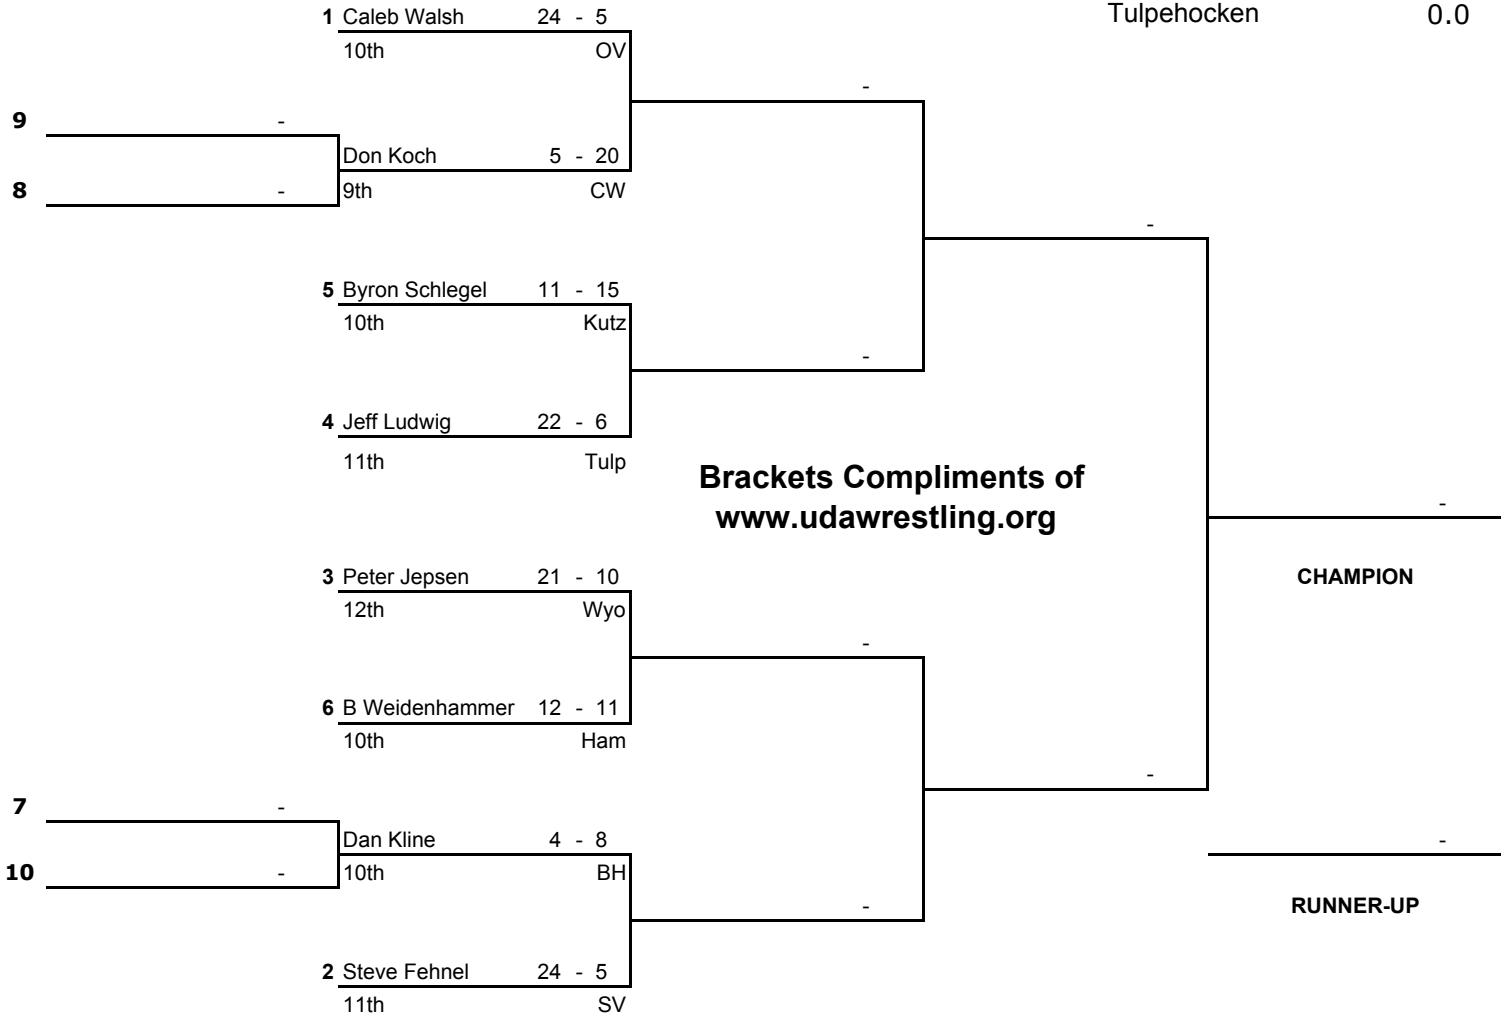 1 Caleb Walsh 24 - 5
Tulpehocken 0.0
10th OV
-
9 -
Don Koch 5 - 20
8 - 9th CW
-
5 Byron Schlegel 11 - 15
10th Kutz
-
4 Jeff Ludwig 22 - 6
11th Tulp
Brackets Compliments of
www.udawrestling.org
-
3 Peter Jepsen 21 - 10
CHAMPION
12th Wyo
-
6 B Weidenhammer 12 - 11
10th Ham
-
7 -
Dan Kline 4 - 8
-
10 - 10th BH
-
RUNNER-UP
2 Steve Fehnel 24 - 5
11th SV